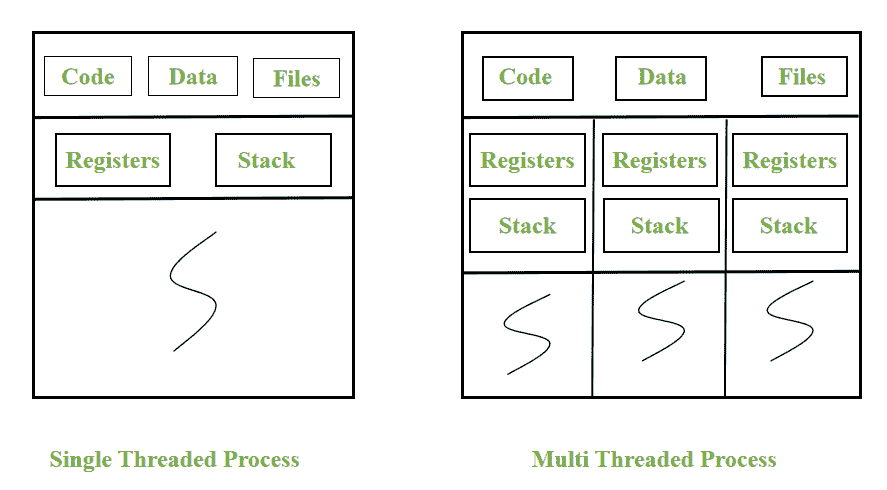 Code Data Files
Registers Stack
Single Threaded Process
Code Data Files
Registers Registers Registers
Stack Stack Stack
Multi Threaded Process